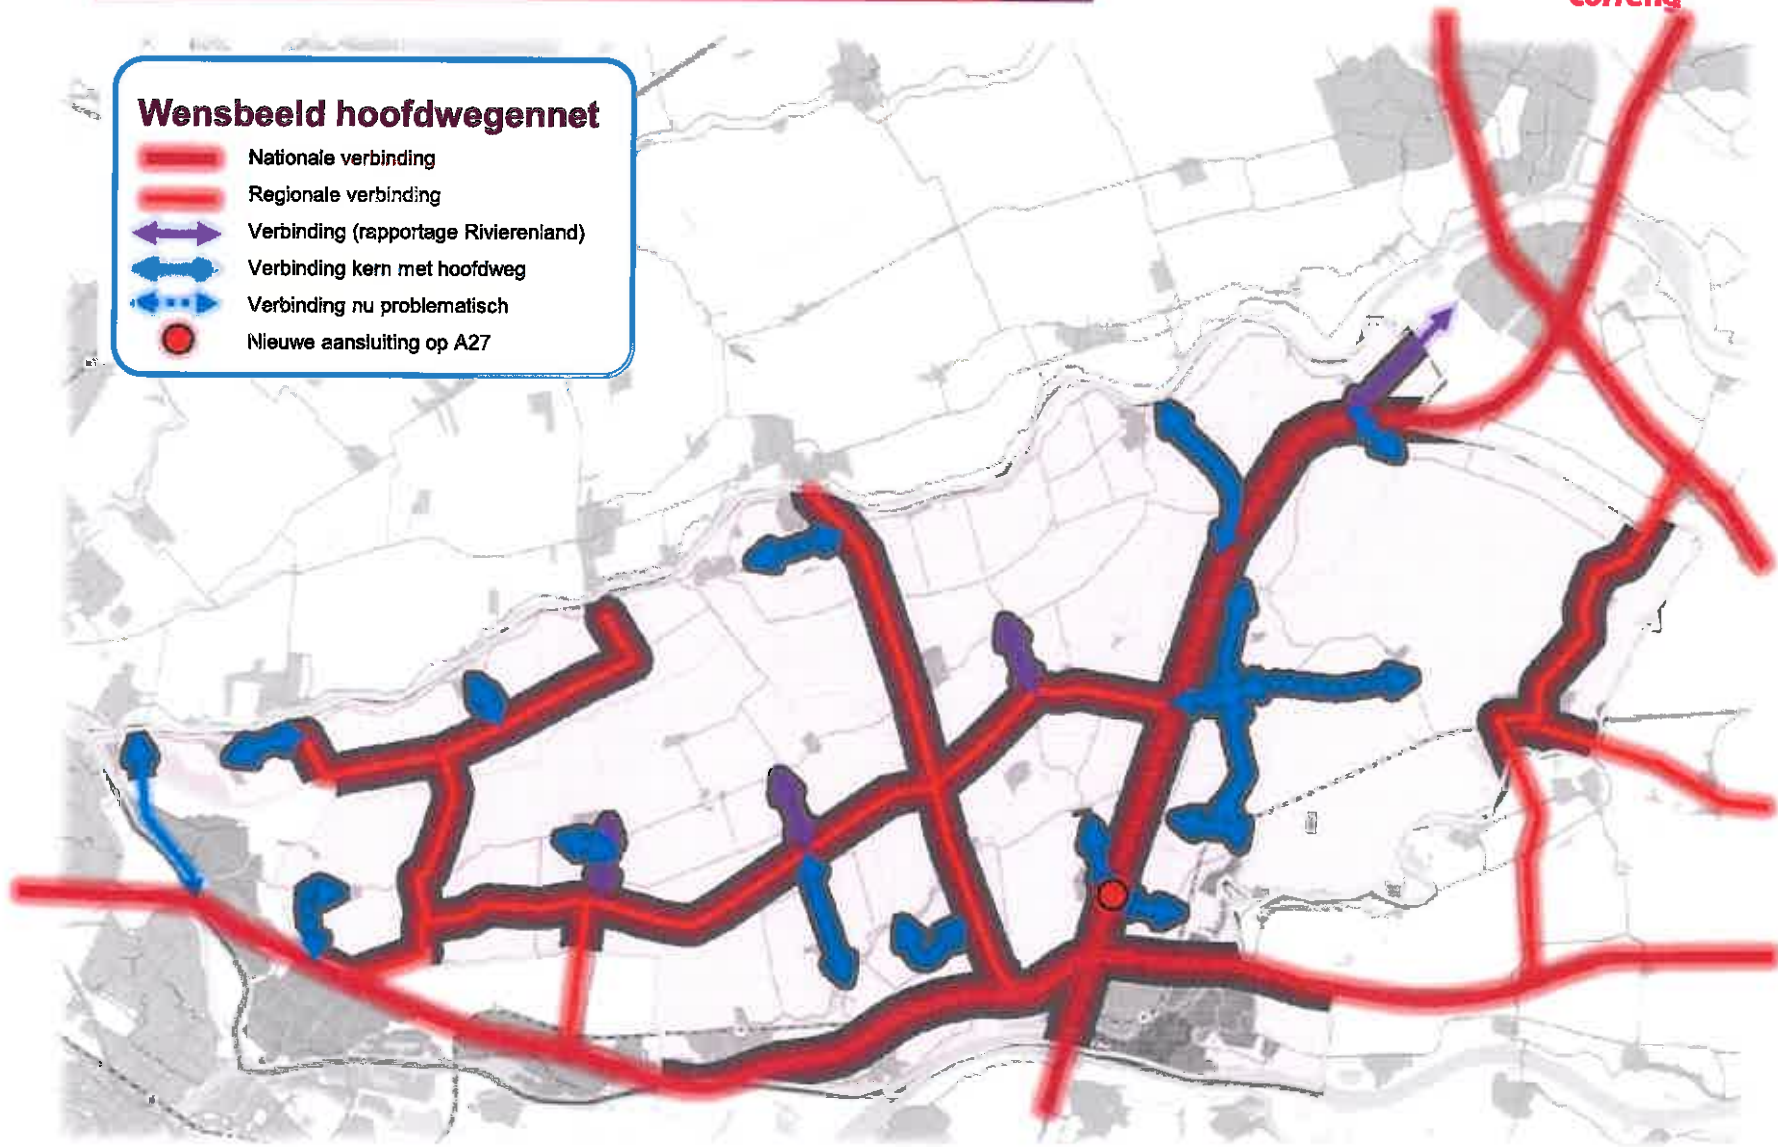 Wensbeeld hoofdwegennet
Nationale verbinding
Regionale verbinding
Verbinding (rapportage Rivierenland)
Verbinding kern met hoofdweg
Verbinding nu problematisch
Nieuwe aansluiting op A27